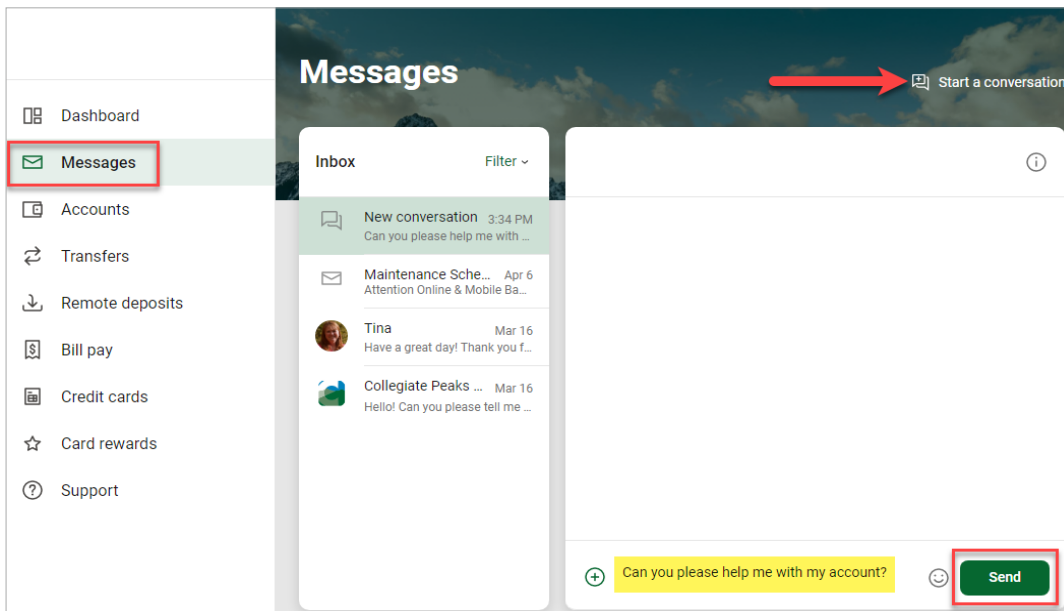 Messages
Start a conversation
Dashboard
Messages
Accounts
Transfers
Remote deposits
Bill pay
Credit cards
Card rewards
Support
Inbox
Filter
New conversation 3:34 PM
Can you please help me with ...
Maintenance Sche... Apr 6
Attention Online & Mobile Ba...
Tina Mar 16
Have a great day! Thank you f...
Collegiate Peaks ... Mar 16
Hello! Can you please tell me ...
Can you please help me with my account?
Send